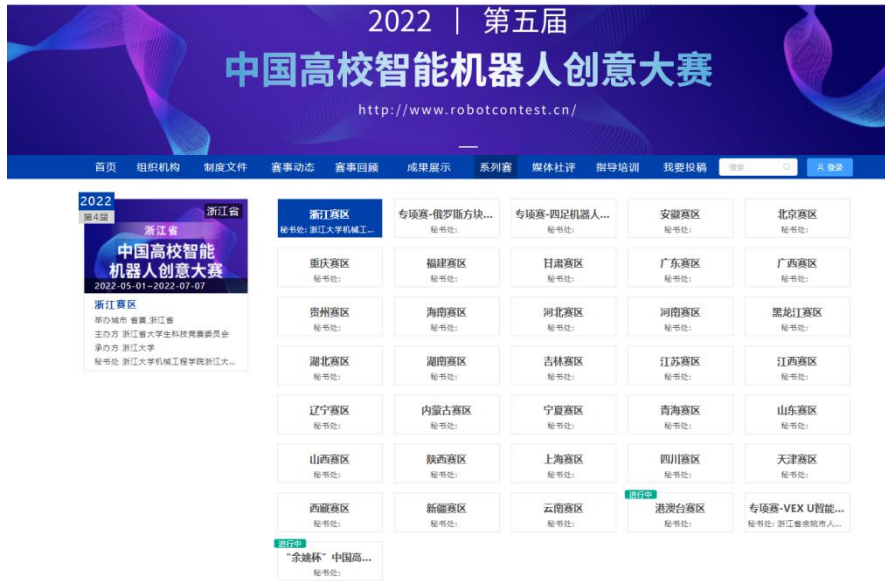 2022 | 第五届
中国高校智能机器人创意大赛
http://www.robotcontest.cn/
首页 组织机构 制度文件 赛事动态 赛事回顾 成果展示 系列赛 媒体社评 指导培训 我要投稿 搜索 登录
2022
第4届
浙江省
浙江省
中国高校智能
机器人创意大赛
2022-05-01~2022-07-07
浙江赛区
举办城市 省赛,浙江省
主办方 浙江省大学生科技竞赛委员会
承办方 浙江大学
秘书处 浙江大学机械工程学院浙江大...
浙江赛区 专项赛-俄罗斯方块... 专项赛-四足机器人... 安徽赛区 北京赛区
秘书处: 浙江大学机械工... 秘书处: 秘书处: 秘书处: 秘书处:
重庆赛区 福建赛区 甘肃赛区 广东赛区 广西赛区
秘书处: 秘书处: 秘书处: 秘书处: 秘书处:
贵州赛区 海南赛区 河北赛区 河南赛区 黑龙江赛区
秘书处: 秘书处: 秘书处: 秘书处: 秘书处:
湖北赛区 湖南赛区 吉林赛区 江苏赛区 江西赛区
秘书处: 秘书处: 秘书处: 秘书处: 秘书处:
辽宁赛区 内蒙古赛区 宁夏赛区 青海赛区 山东赛区
秘书处: 秘书处: 秘书处: 秘书处: 秘书处:
山西赛区 陕西赛区 上海赛区 四川赛区 天津赛区
秘书处: 秘书处: 秘书处: 秘书处: 秘书处:
进行中
西藏赛区 新疆赛区 云南赛区 港澳台赛区 专项赛-VEX U智能...
秘书处: 秘书处: 秘书处: 秘书处: 秘书处: 浙江省余姚市人...
进行中
“余姚杯”中国高...
秘书处: